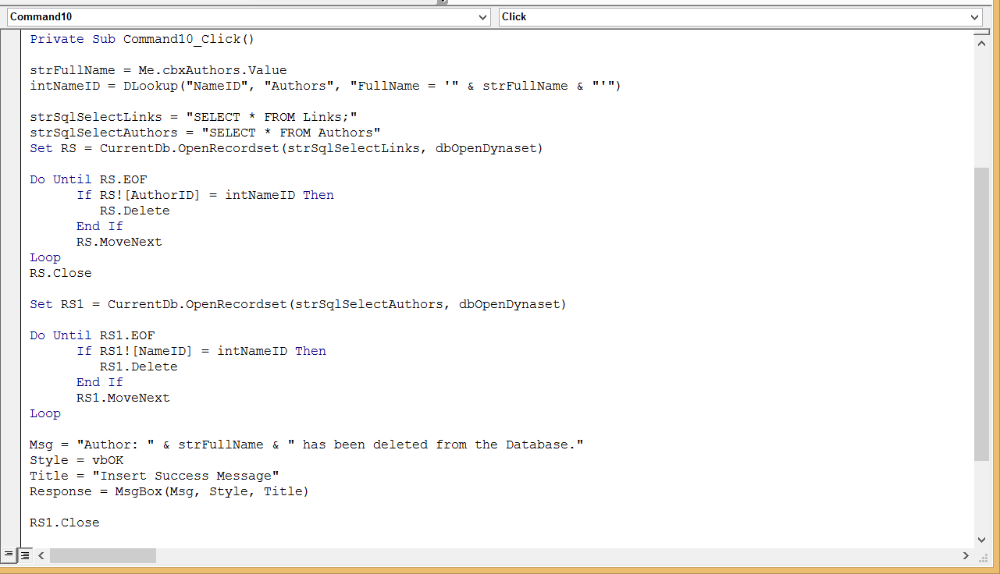 Command10
Click
Private Sub Command10_Click()
strFullName = Me.cbxAuthors.Value
intNameID = DLookup("NameID", "Authors", "FullName = '" & strFullName & "'")
strSqlSelectLinks = "SELECT * FROM Links;"
strSqlSelectAuthors = "SELECT * FROM Authors"
Set RS = CurrentDb.OpenRecordset(strSqlSelectLinks, dbOpenDynaset)
Do Until RS.EOF
If RS![AuthorID] = intNameID Then
RS.Delete
End If
RS.MoveNext
Loop
RS.Close
Set RS1 = CurrentDb.OpenRecordset(strSqlSelectAuthors, dbOpenDynaset)
Do Until RS1.EOF
If RS1![NameID] = intNameID Then
RS1.Delete
End If
RS1.MoveNext
Loop
Msg = "Author: " & strFullName & " has been deleted from the Database."
Style = vbOK
Title = "Insert Success Message"
Response = MsgBox(Msg, Style, Title)
RS1.Close